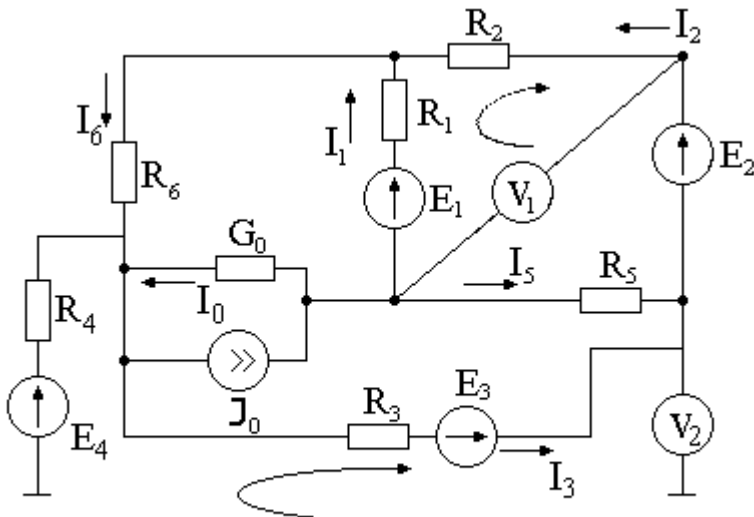 R₂
I₂
I₆
R₁
I₁
R₆
V₁
E₂
E₁
G₀
I₅
R₅
I₀
R₄
J₀
R₃
E₃
E₄
V₂
I₃